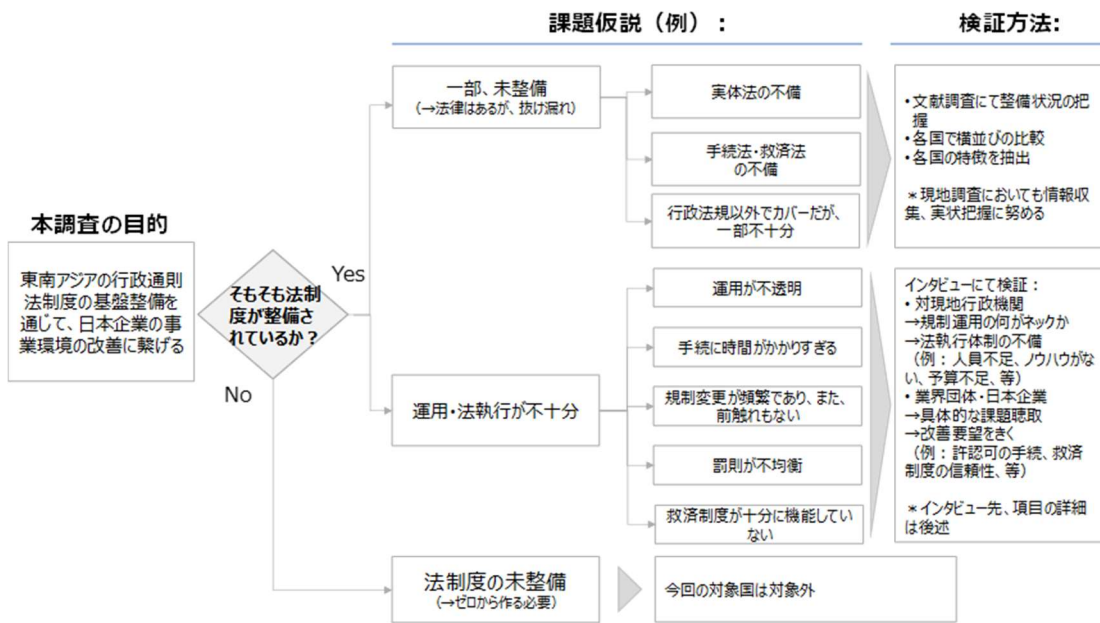 課題仮説（例）：
検証方法:
一部、未整備
（→法律はあるが、抜け漏れ）
実体法の不備
手続法・救済法
の不備
行政法規以外でカバーだが、
一部不十分
・文献調査にて整備状況の把
握
・各国で横並びの比較
・各国の特徴を抽出
＊現地調査においても情報収
集、実状把握に努める
本調査の目的
東南アジアの行政通則
法制度の基盤整備を
通じて、日本企業の事
業環境の改善に繋げる
そもそも法制
度が整備さ
れているか？
Yes
No
運用・法執行が不十分
運用が不透明
手続に時間がかかりすぎる
規制変更が頻繁であり、また、
前触れもない
罰則が不均衡
救済制度が十分に機能してい
ない
インタビューにて検証：
・対現地行政機関
→規制運用の何がネックか
→法執行体制の不備
（例：人員不足、ノウハウがな
い、予算不足、等）
・業界団体・日本企業
→具体的な課題聴取
→改善要望をきく
（例：許認可の手続、救済
制度の信頼性、等）
＊インタビュー先、項目の詳細
は後述
法制度の未整備
（→ゼロから作る必要）
今回の対象国は対象外